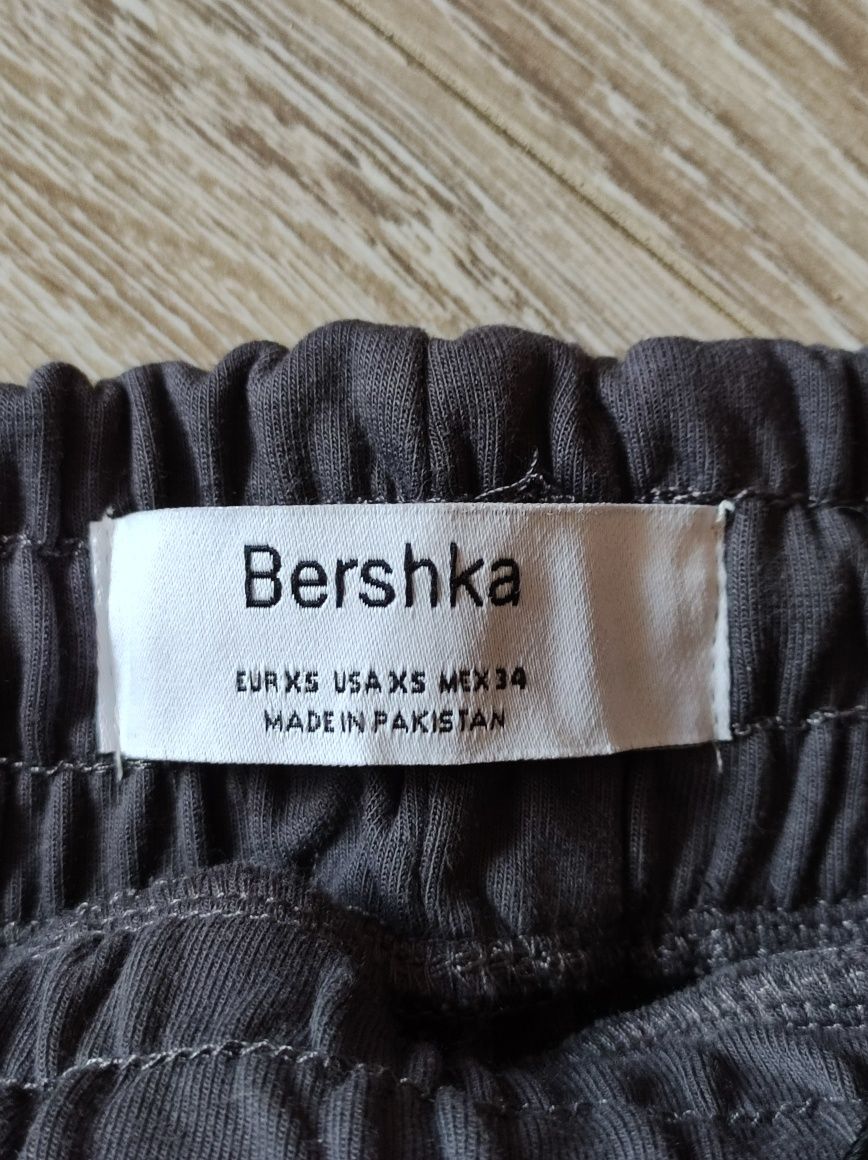 Bershka
EUR XS USA XS MEX 34
MADE IN PAKISTAN